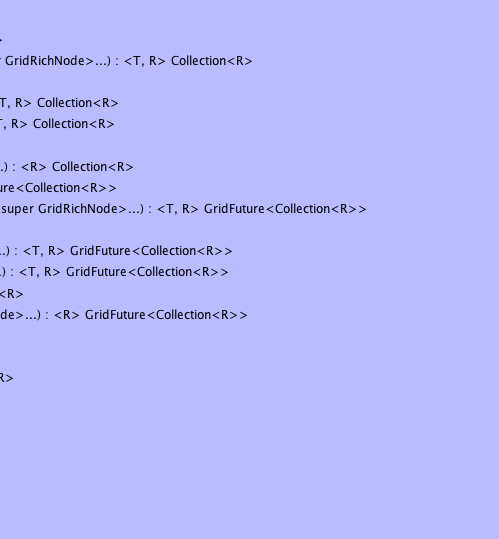 >
GridRichNode>...) : <T, R> Collection<R>
T, R> Collection<R>
, R> Collection<R>
.) : <R> Collection<R>
ure<Collection<R>>
super GridRichNode>...) : <T, R> GridFuture<Collection<R>>
..) : <T, R> GridFuture<Collection<R>>
.) : <T, R> GridFuture<Collection<R>>
<R>
de>...) : <R> GridFuture<Collection<R>>
R>